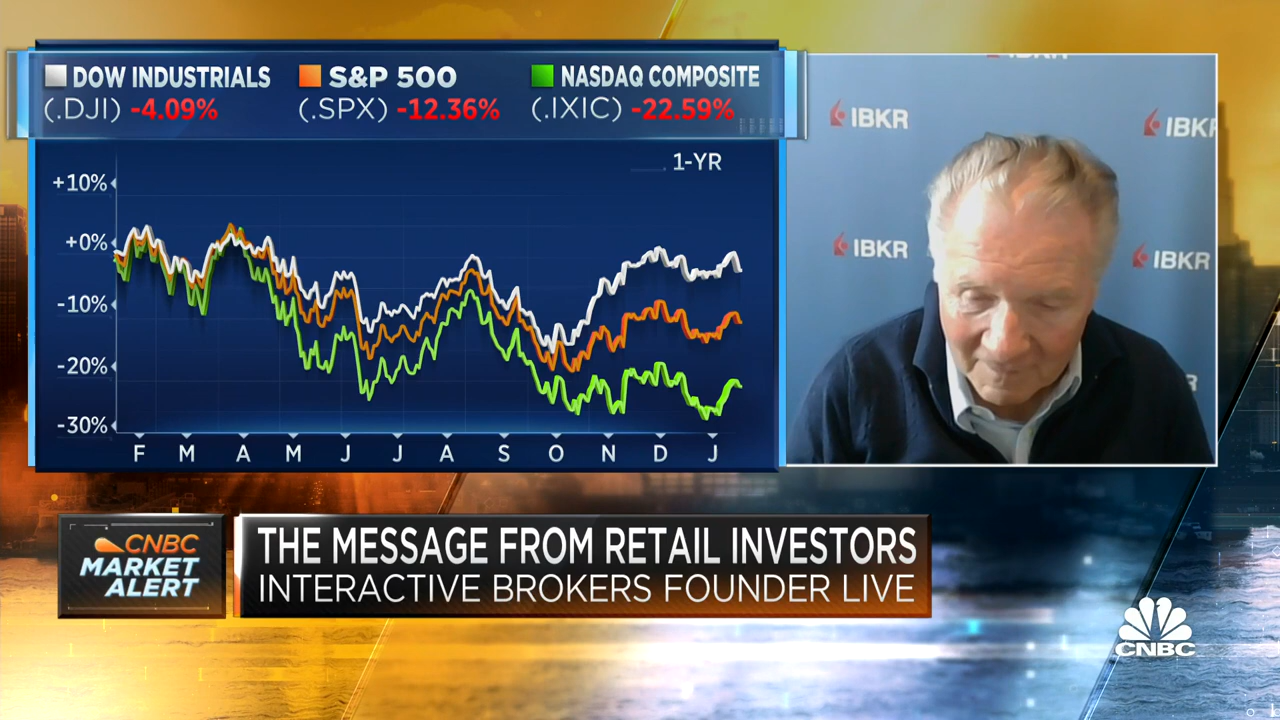 DOW INDUSTRIALS
(.DJI) -4.09%
S&P 500
(.SPX) -12.36%
NASDAQ COMPOSITE
(.IXIC) -22.59%
1-YR
+10%
+0%
-10%
-20%
-30%
F M A M J J A S O N D J
IBKR
IBKR
IBKR
IBKR
IBKR
CNBC
MARKET
ALERT
THE MESSAGE FROM RETAIL INVESTORS
INTERACTIVE BROKERS FOUNDER LIVE
CNBC